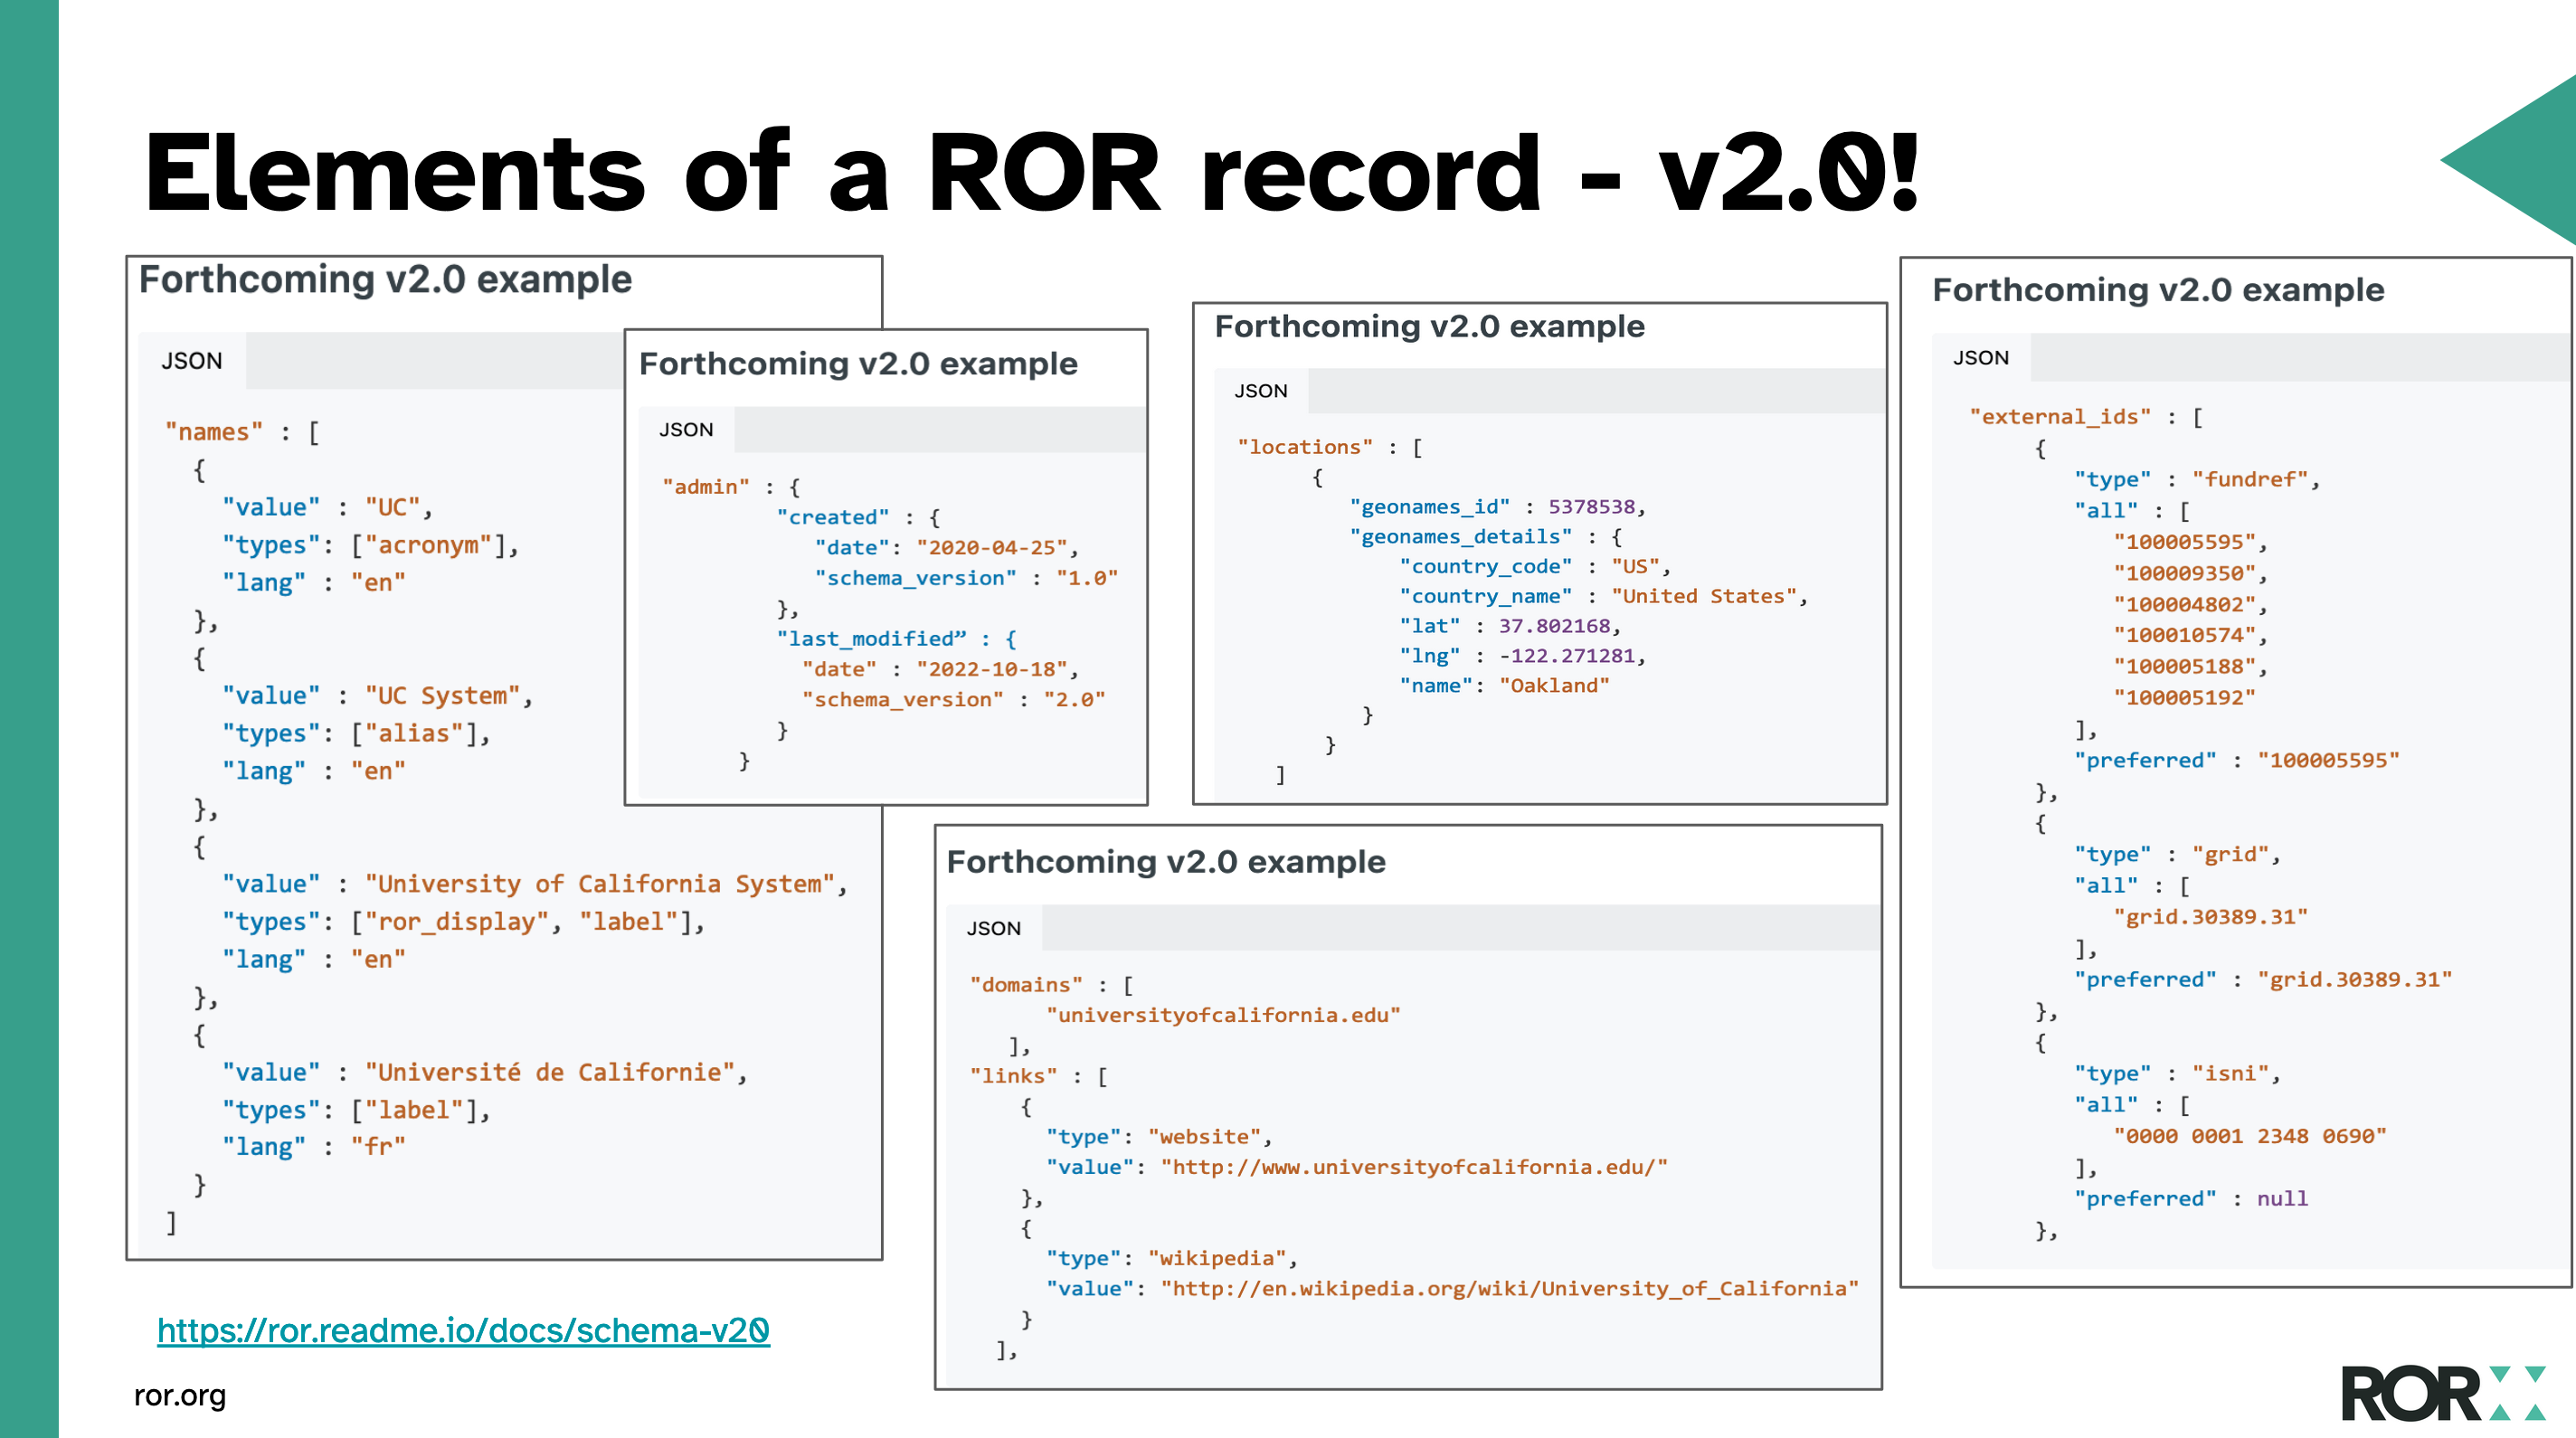 Elements of a ROR record - v2.0!
Forthcoming v2.0 example
JSON
"names" : [
{
"value" : "UC",
"types": ["acronym"],
"lang" : "en"
},
{
"value" : "UC System",
"types": ["alias"],
"lang" : "en"
},
{
"value" : "University of California System",
"types": ["ror_display", "label"],
"lang" : "en"
},
{
"value" : "Université de Californie",
"types": ["label"],
"lang" : "fr"
}
]
Forthcoming v2.0 example
JSON
"admin" : {
"created" : {
"date": "2020-04-25",
"schema_version" : "1.0"
},
"last_modified” : {
"date" : "2022-10-18",
"schema_version" : "2.0"
}
}
Forthcoming v2.0 example
JSON
"locations" : [
{
"geonames_id" : 5378538,
"geonames_details" : {
"country_code" : "US",
"country_name" : "United States",
"lat" : 37.802168,
"lng" : -122.271281,
"name": "Oakland"
}
}
]
Forthcoming v2.0 example
JSON
"domains" : [
"universityofcalifornia.edu"
],
"links" : [
{
"type": "website",
"value": "http://www.universityofcalifornia.edu/"
},
{
"type": "wikipedia",
"value": "http://en.wikipedia.org/wiki/University_of_California"
}
],
Forthcoming v2.0 example
JSON
"external_ids" : [
{
"type" : "fundref",
"all" : [
"100005595",
"100009350",
"100004802",
"100010574",
"100005188",
"100005192"
],
"preferred" : "100005595"
},
{
"type" : "grid",
"all" : [
"grid.30389.31"
],
"preferred" : "grid.30389.31"
},
{
"type" : "isni",
"all" : [
"0000 0001 2348 0690"
],
"preferred" : null
},
https://ror.readme.io/docs/schema-v20
ror.org
ROR